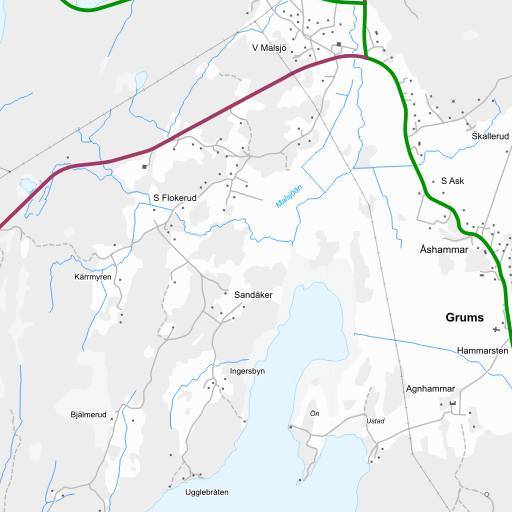 V Malsjö
Skallerud
S Ask
Malsjöån
S Flokerud
Åshammar
Kärrmyren
Sandåker
Grums
Hammarsten
Ingersbyn
Agnhammar
Bjälmerud
Ön
Ustad
Ugglebråten